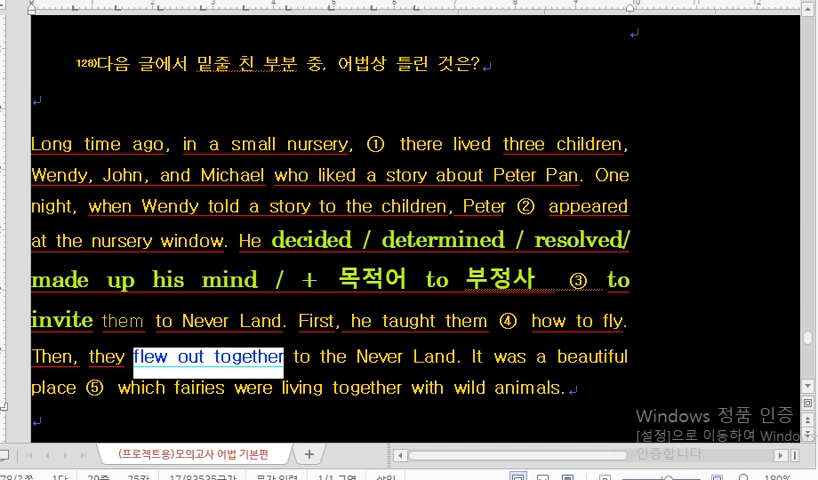 128)다음 글에서 밑줄 친 부분 중, 어법상 틀린 것은?
Long time ago, in a small nursery, ① there lived three children,
Wendy, John, and Michael who liked a story about Peter Pan. One
night, when Wendy told a story to the children, Peter ② appeared
at the nursery window. He decided / determined / resolved/
made up his mind / + 목적어 to 부정사 ③ to
invite them to Never Land. First, he taught them ④ how to fly.
Then, they flew out together to the Never Land. It was a beautiful
place ⑤ which fairies were living together with wild animals.
Windows 정품 인증
[설정]으로 이동하여 Windows
인증합니다.
(프로젝트용)모의고사 어법 기본편